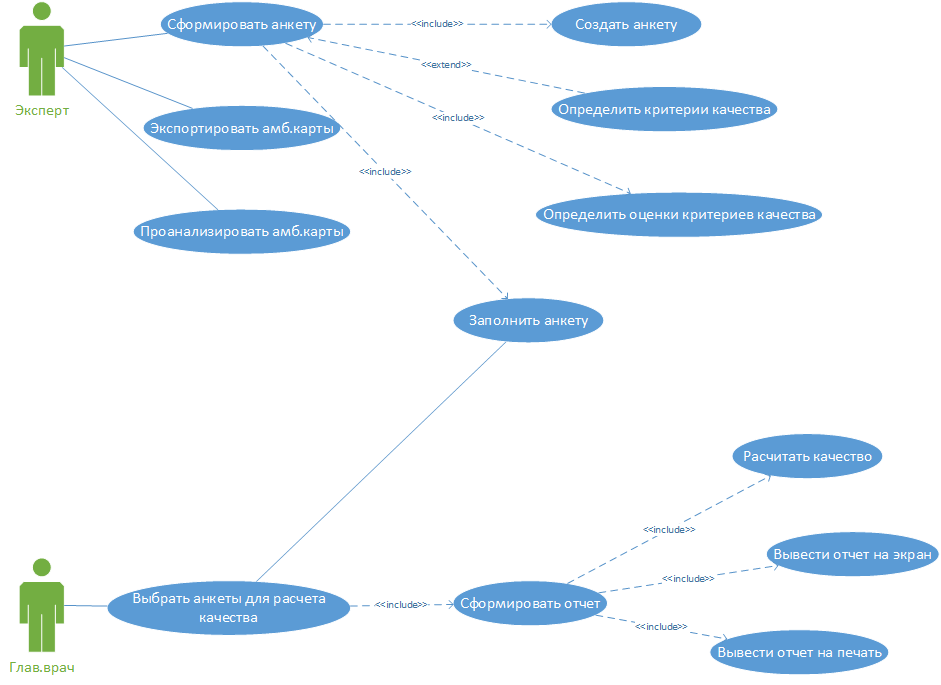 Сформировать анкету
<<include>>
Создать анкету
<<extend>>
Эксперт
Определить критерии качества
<<include>>
Экспортировать амб.карты
<<include>>
Определить оценки критериев качества
Проанализировать амб.карты
Заполнить анкету
Расчитать качество
<<include>>
Вывести отчет на экран
<<include>>
Выбрать анкеты для расчета
качества
<<include>>
Сформировать отчет
<<include>>
Вывести отчет на печать
Глав.врач